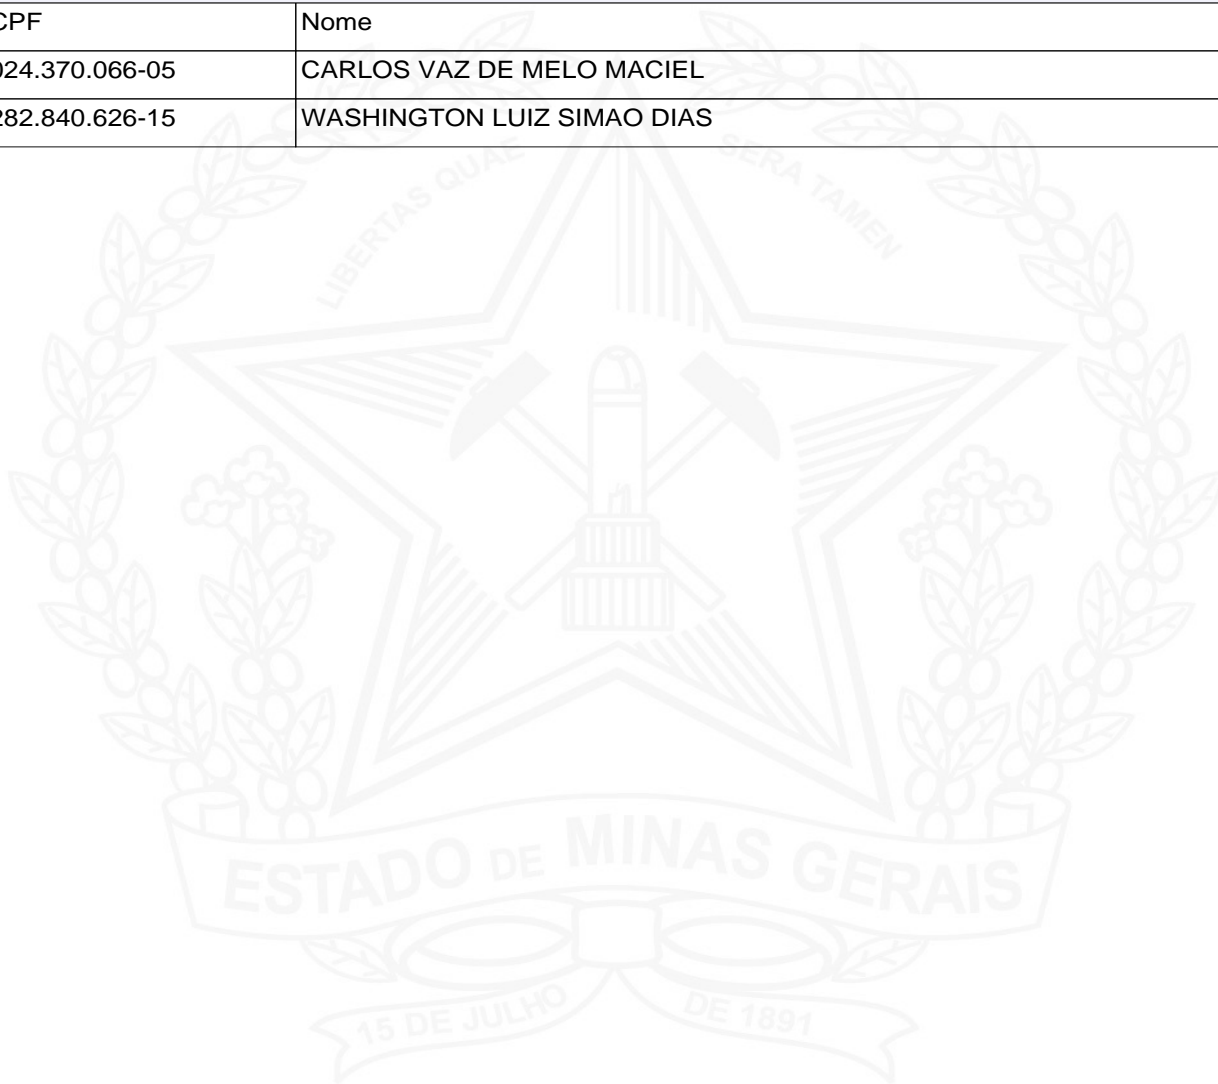 CPF Nome
024.370.066-05 CARLOS VAZ DE MELO MACIEL
282.840.626-15 WASHINGTON LUIZ SIMAO DIAS
LIBERTAS QUAE SERA TAMEN
ESTADO DE MINAS GERAIS
15 DE JULHO DE 1891